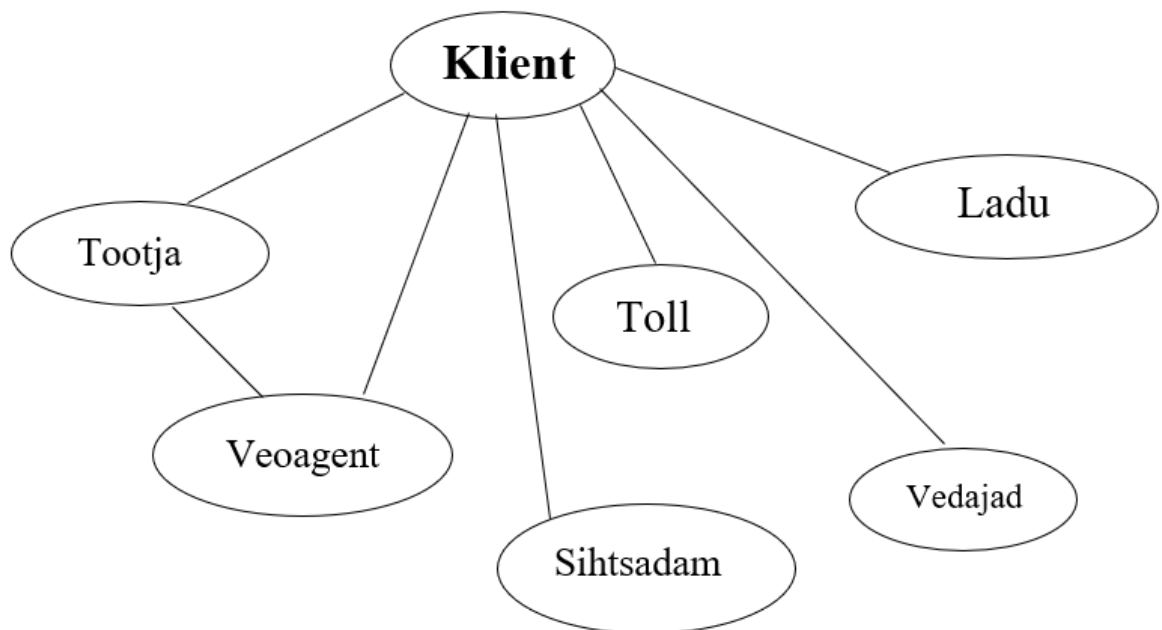 Klient
Ladu
Tootja
Toll
Veoagent
Vedajad
Sihtsadam